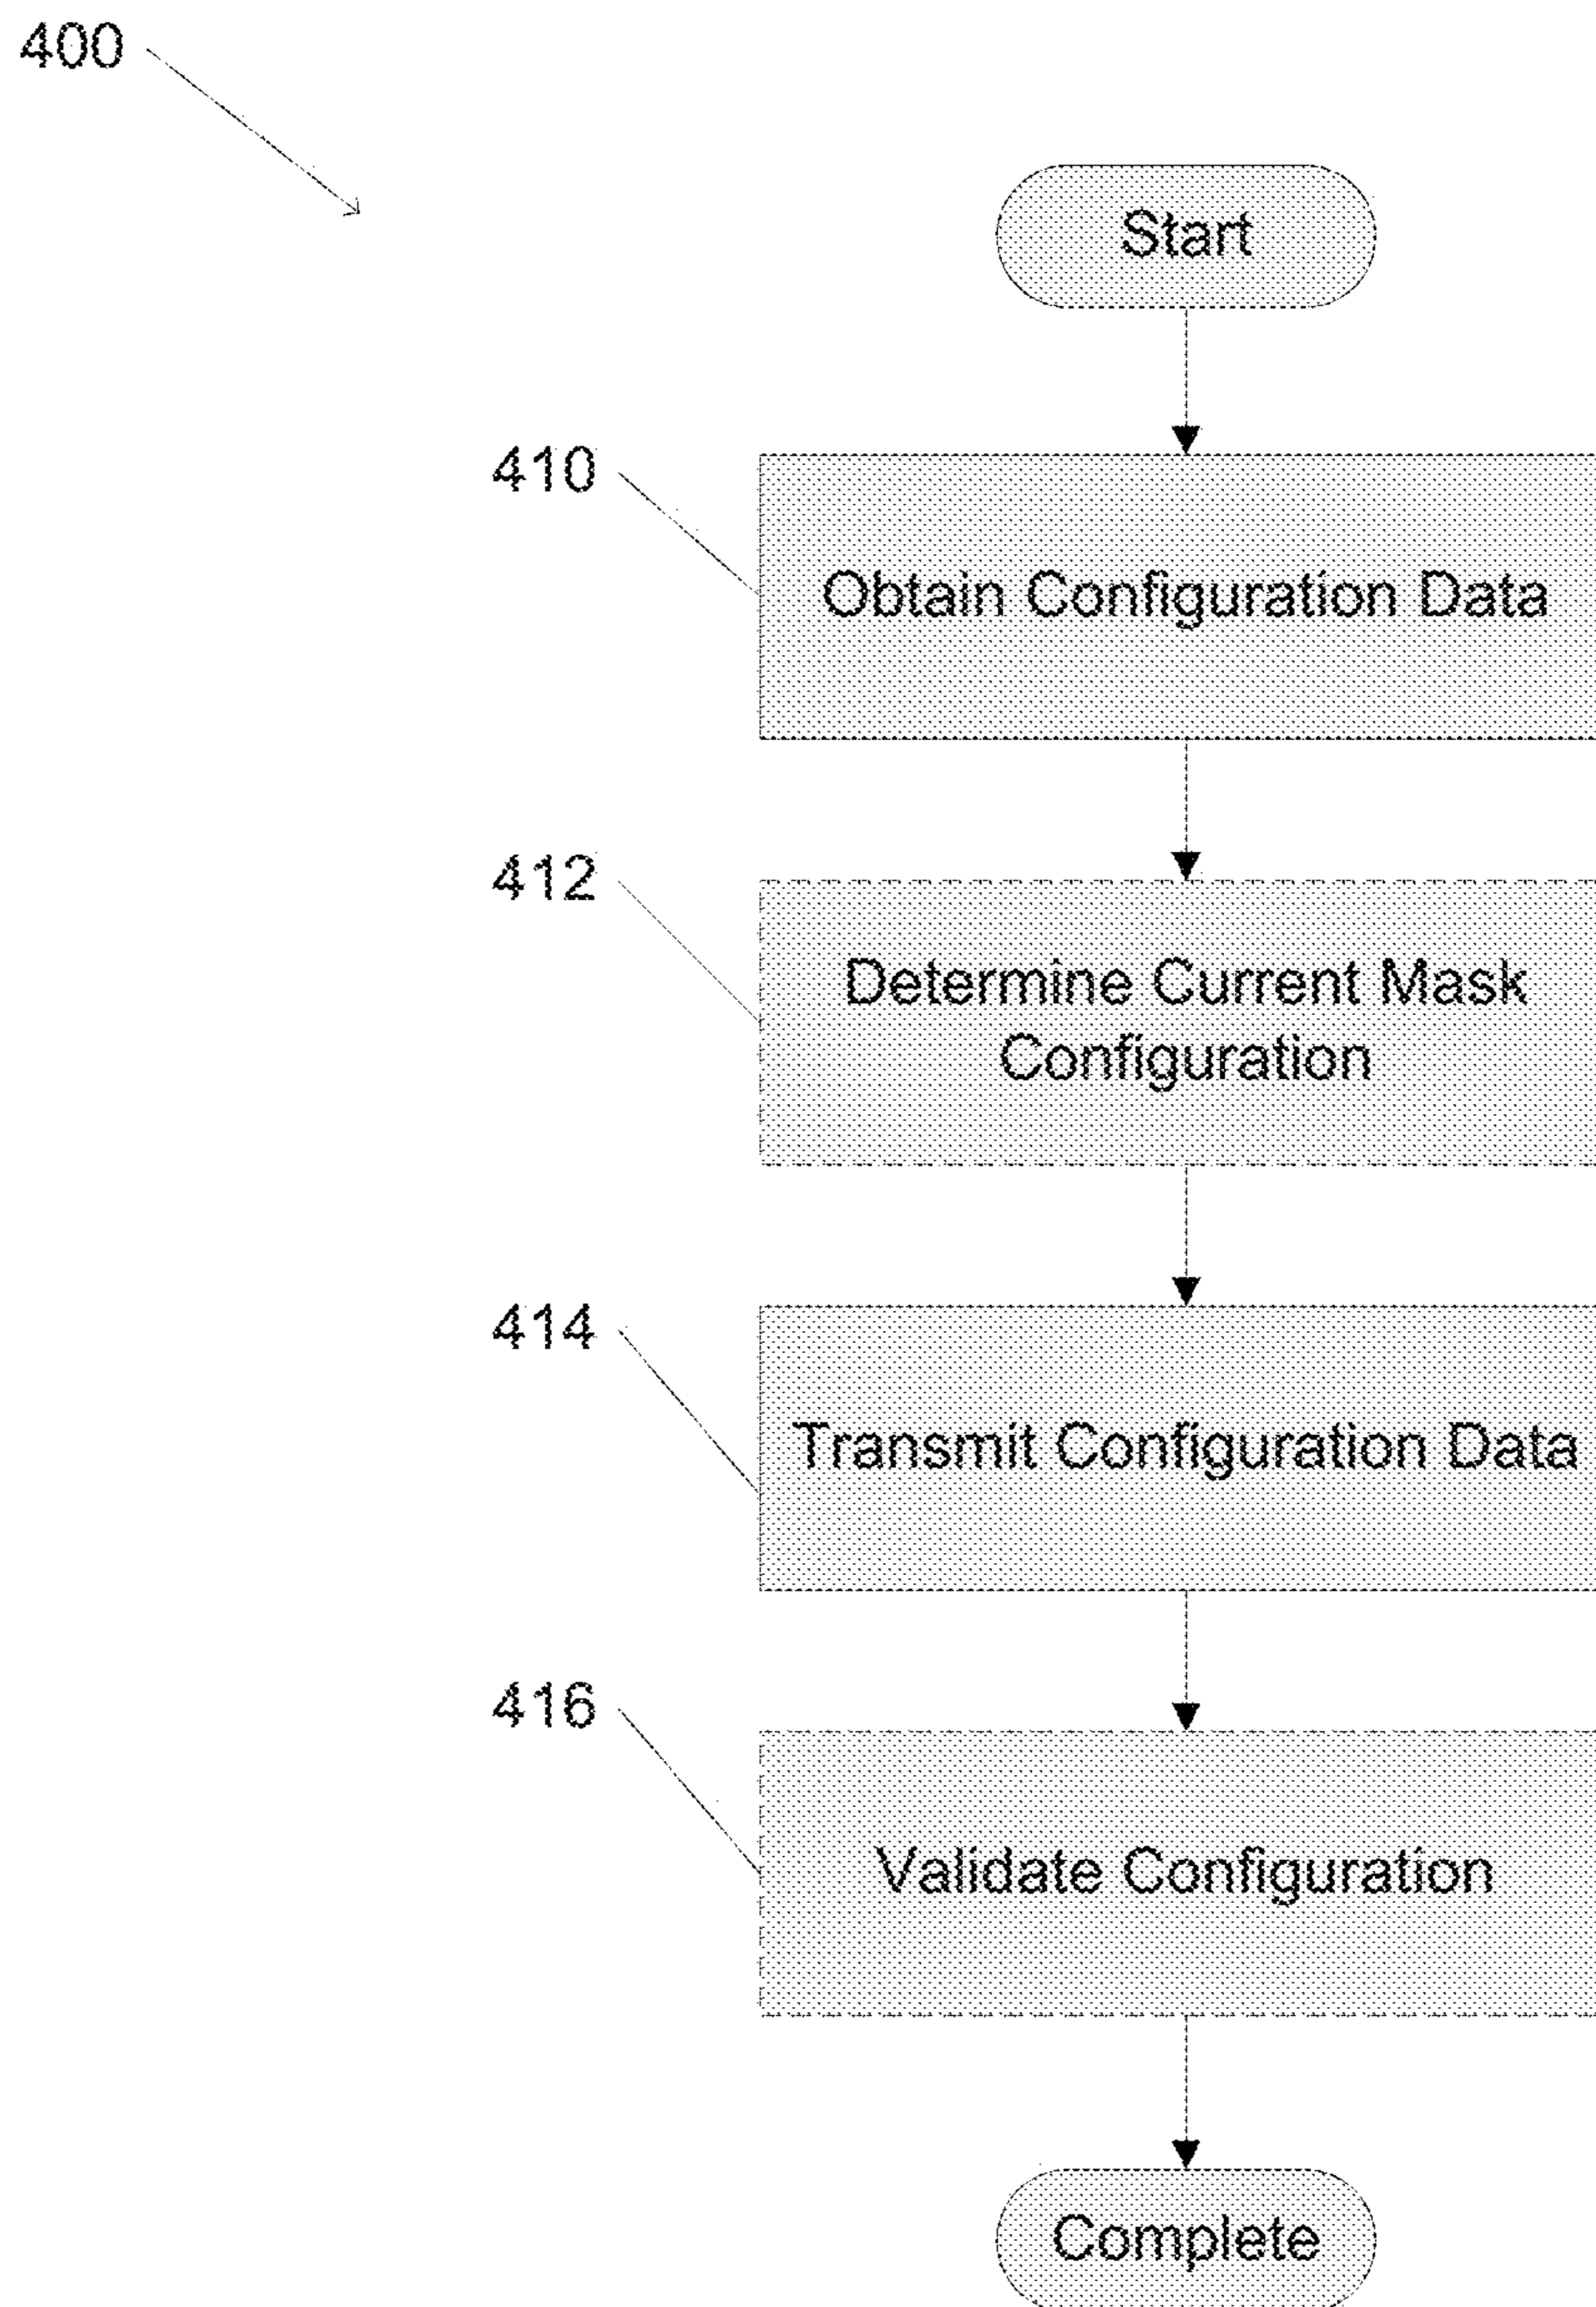 400
Start
410
Obtain Configuration Data
412
Determine Current Mask
Configuration
414
Transmit Configuration Data
416
Validate Configuration
Complete